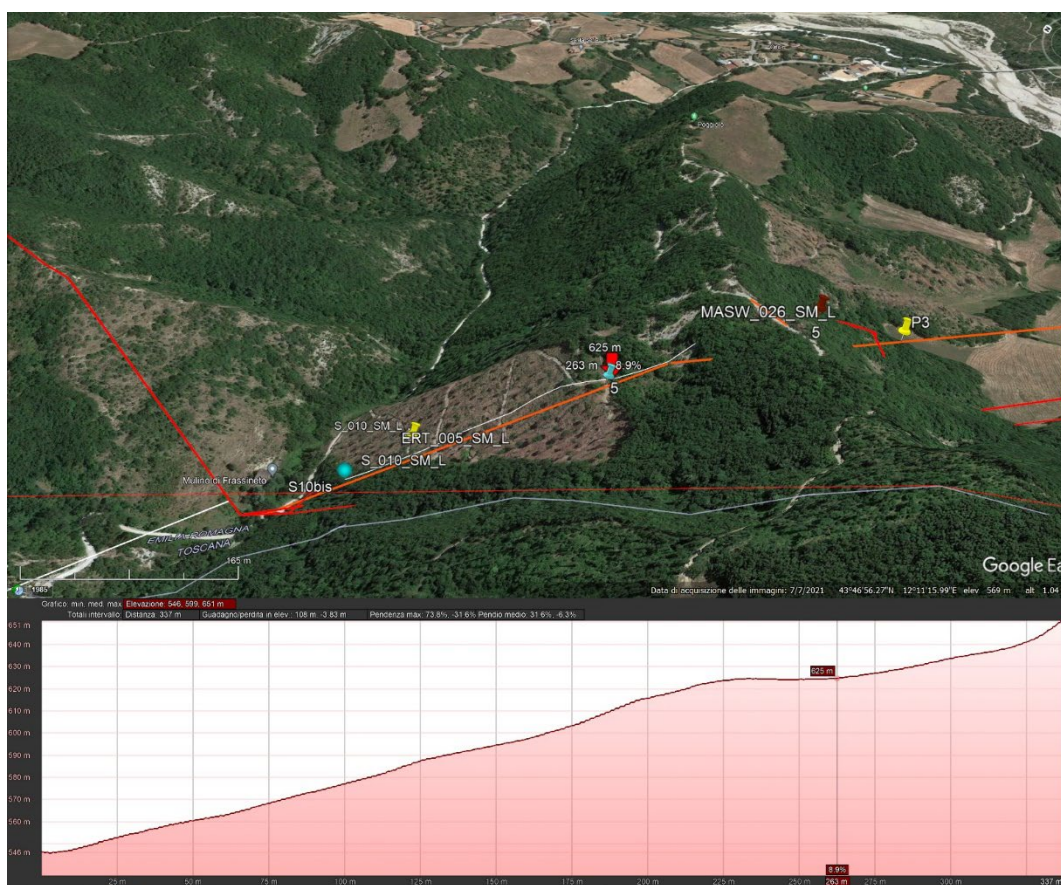 Poggiolo
MASW_026_SM_L
5
P3
625 m
263 m
8.9%
5
S_010_SM_L
ERT_005_SM_L
S_010_SM_L
Mulino di Frassineto
S10bis
EMILIA-ROMAGNA
TOSCANA
165 m
1985
Google Ea
Data di acquisizione delle immagini: 7/7/2021 43°46'56.27"N 12°11'15.99"E elev 569 m alt 1.04
Grafico: min. med. max Elevazione: 546, 599, 651 m
Totali intervallo: Distanza: 337 m Guadagno/perdita in elev.: 108 m -3.83 m Pendenza max 73.8%, -31.6% Pendio medio: 31.6%, -6.3%
651 m
640 m
630 m
620 m
610 m
600 m
590 m
580 m
570 m
560 m
546 m
625 m
25 m 50 m 75 m 100 m 125 m 150 m 175 m 200 m 225 m 250 m 263 m 275 m 300 m 337 m
8.9%